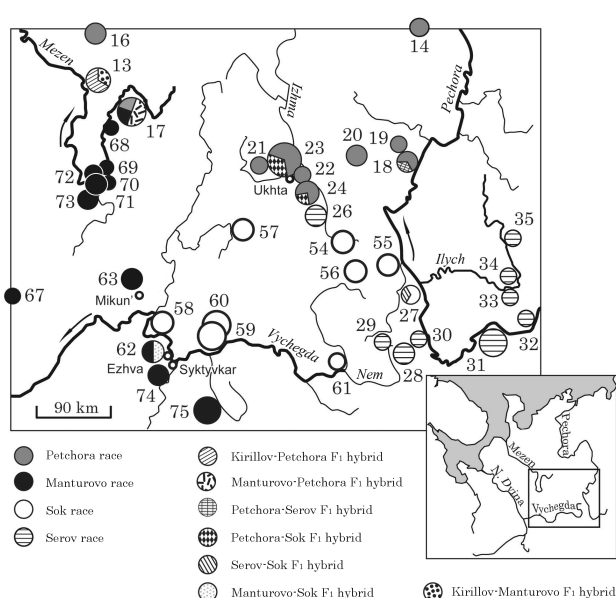 16
14
Mezen
13
Izhma
Pechora
17
68
21
23
20
19
18
22
69
72
70
24
Ukhta
73
71
26
35
57
54
55
56
Ilych
34
63
67
Mikun'
33
27
58
60
59
29
30
32
62
Vychegda
28
31
Ezhva
Syktyvkar
61
Nem
74
75
90 km
Pechora
Mezen
N. Dvina
Vychegda
Petchora race
Manturovo race
Sok race
Serov race
Kirillov-Petchora F1 hybrid
Manturovo-Petchora F1 hybrid
Petchora-Serov F1 hybrid
Petchora-Sok F1 hybrid
Serov-Sok F1 hybrid
Manturovo-Sok F1 hybrid
Kirillov-Manturovo F1 hybrid